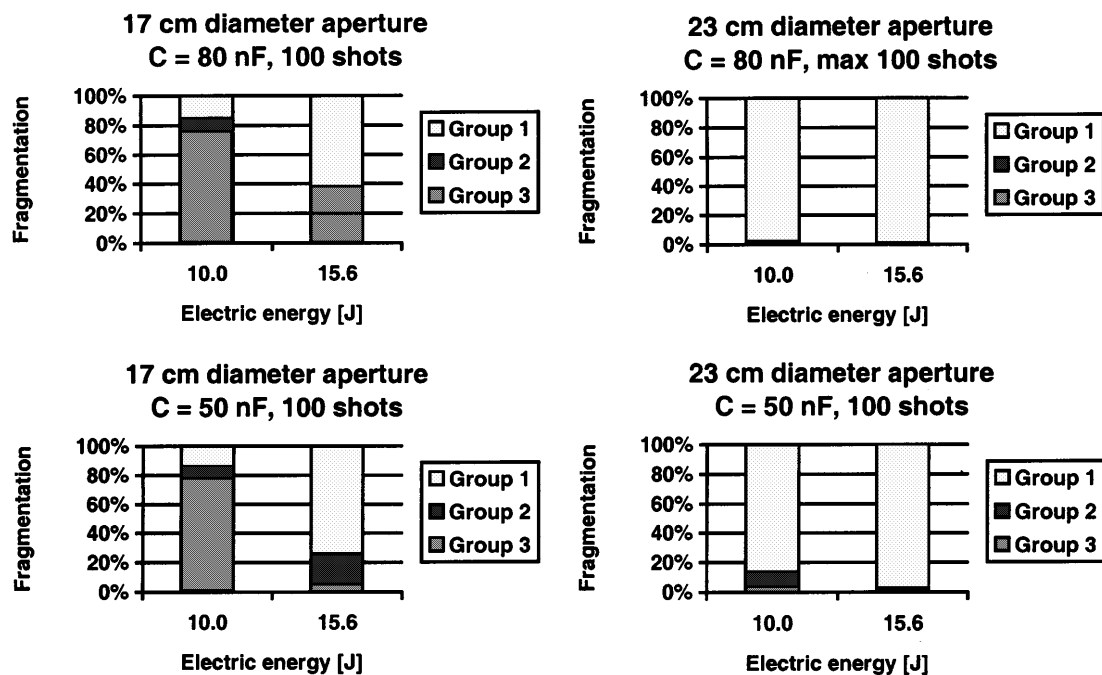 17 cm diameter aperture
C = 80 nF, 100 shots
Fragmentation
100%
80%
60%
40%
20%
0%
10.0
15.6
Electric energy [J]
Group 1
Group 2
Group 3
23 cm diameter aperture
C = 80 nF, max 100 shots
Fragmentation
100%
80%
60%
40%
20%
0%
10.0
15.6
Electric energy [J]
Group 1
Group 2
Group 3
17 cm diameter aperture
C = 50 nF, 100 shots
Fragmentation
100%
80%
60%
40%
20%
0%
10.0
15.6
Electric energy [J]
Group 1
Group 2
Group 3
23 cm diameter aperture
C = 50 nF, 100 shots
Fragmentation
100%
80%
60%
40%
20%
0%
10.0
15.6
Electric energy [J]
Group 1
Group 2
Group 3